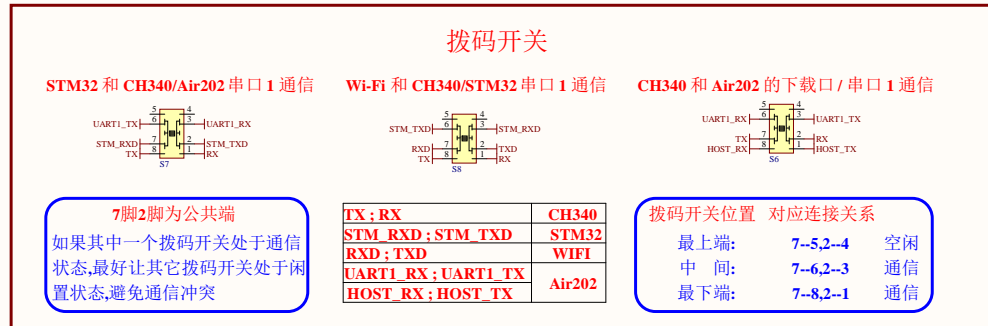 拨码开关
STM32 和 CH340/Air202 串口 1 通信
Wi-Fi 和 CH340/STM32 串口 1 通信
CH340 和 Air202 的下载口 / 串口 1 通信
5 4
UART1_TX 6 3 UART1_RX
STM_RXD 7 2 STM_TXD
TX 8 1 RX
S7
5 4
STM_TXD 6 3 STM_RXD
RXD 7 2 TXD
TX 8 1 RX
S8
5 4
UART1_RX 6 3 UART1_TX
TX 7 2 RX
HOST_RX 8 1 HOST_TX
S6
7脚2脚为公共端
如果其中一个拨码开关处于通信
状态,最好让其它拨码开关处于闲
置状态,避免通信冲突
TX ; RX CH340
STM_RXD ; STM_TXD STM32
RXD ; TXD WIFI
UART1_RX ; UART1_TX Air202
HOST_RX ; HOST_TX
拨码开关位置 对应连接关系
最上端: 7--5,2--4 空闲
中 间: 7--6,2--3 通信
最下端: 7--8,2--1 通信